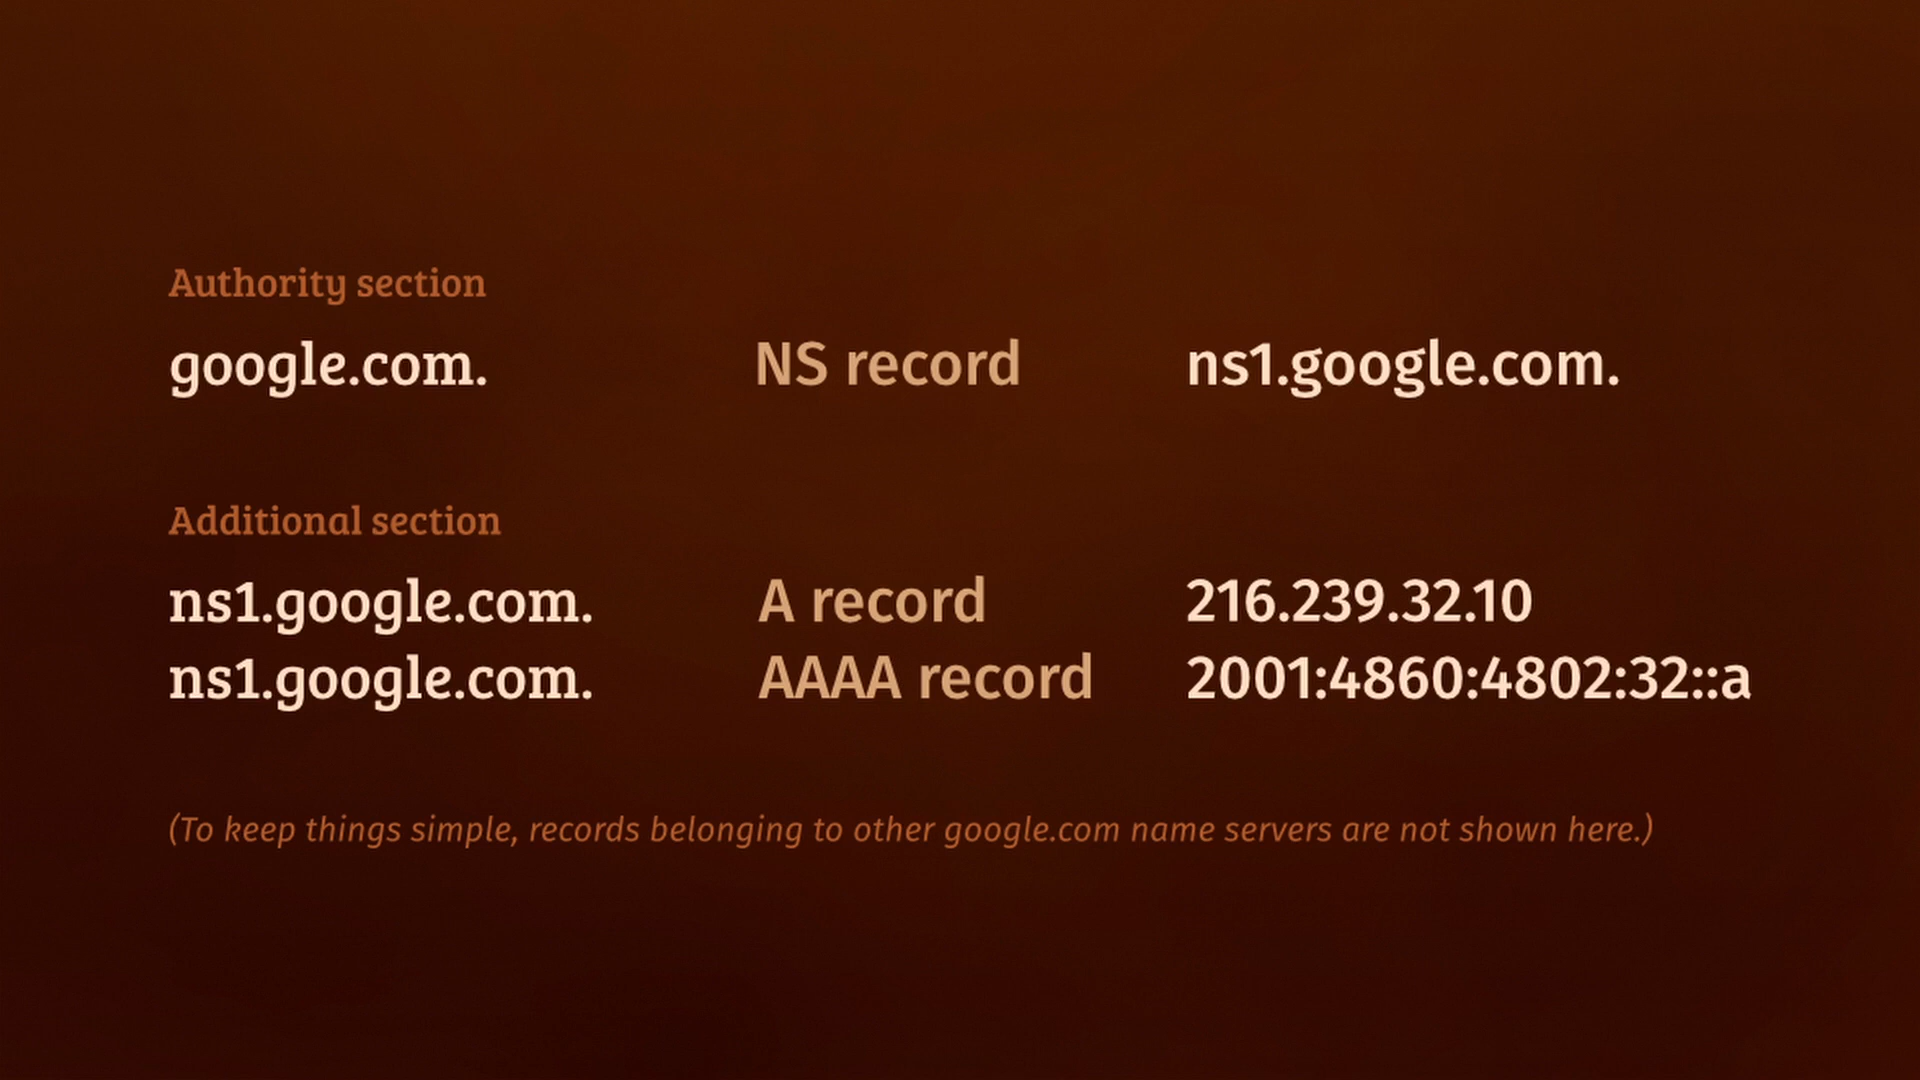 Authority section
google.com. NS record ns1.google.com.
Additional section
ns1.google.com. A record 216.239.32.10
ns1.google.com. AAAA record 2001:4860:4802:32::a
(To keep things simple, records belonging to other google.com name servers are not shown here.)